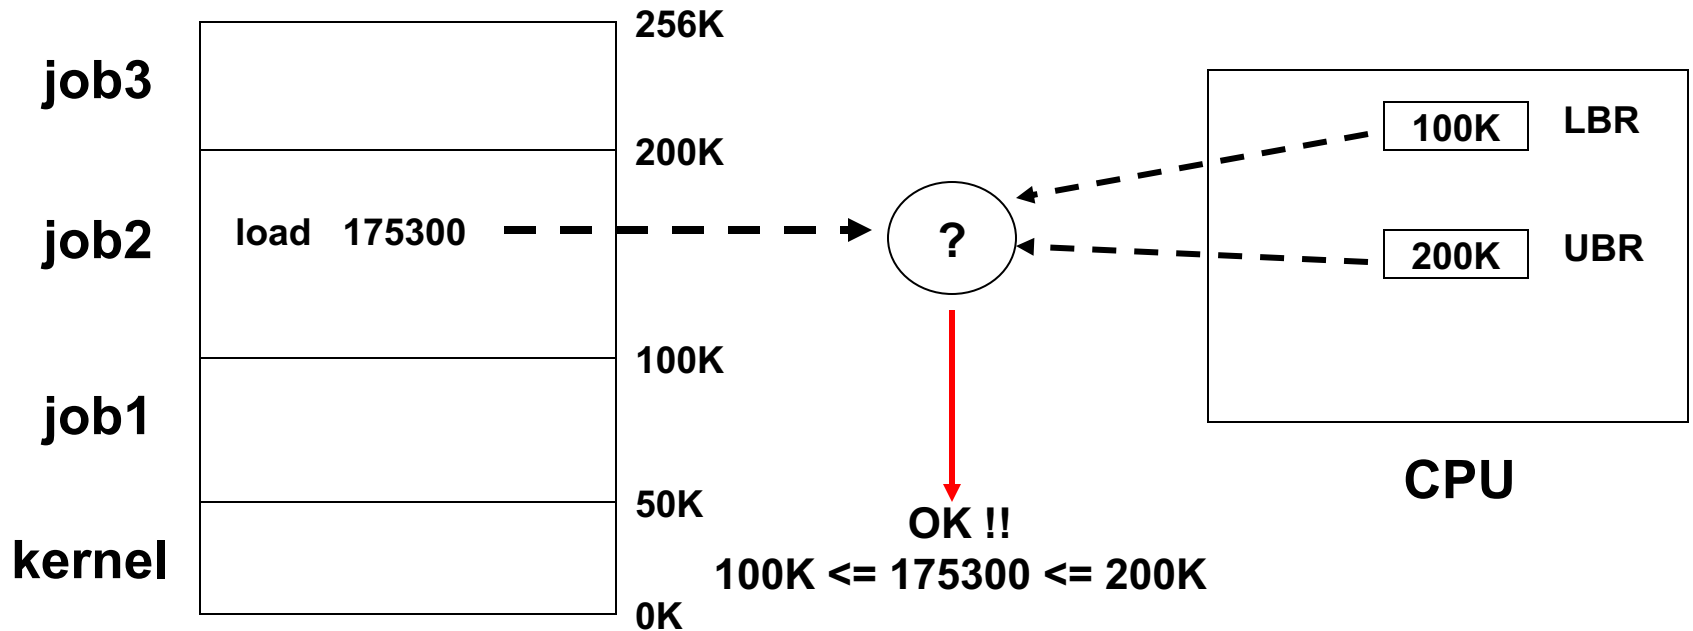 256K
job3
100K LBR
200K
load 175300
?
job2
200K UBR
100K
job1
CPU
50K
OK !!
kernel
100K <= 175300 <= 200K
0K